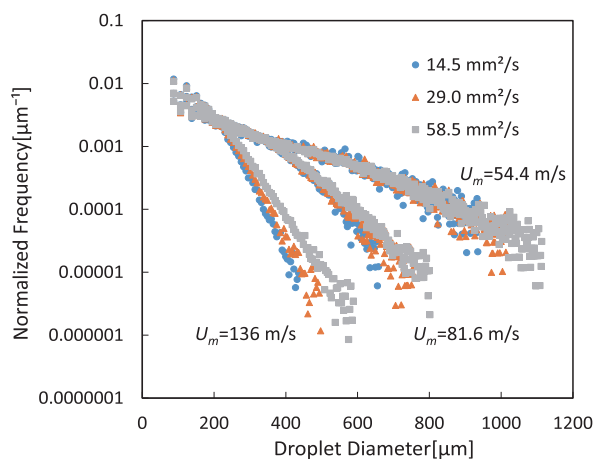 0.1
0.01
0.001
0.0001
0.00001
0.000001
0.0000001
Normalized Frequency[µm⁻¹]
14.5 mm²/s
29.0 mm²/s
58.5 mm²/s
Uₘ=54.4 m/s
Uₘ=136 m/s
Uₘ=81.6 m/s
0 200 400 600 800 1000 1200
Droplet Diameter[µm]